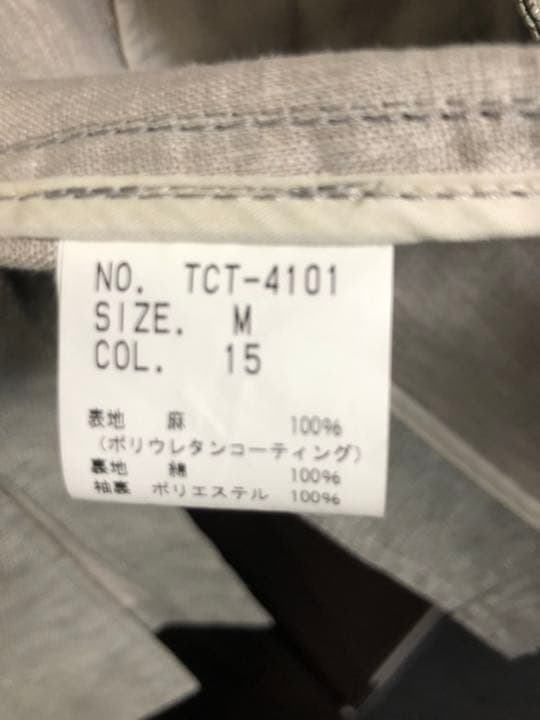 NO. TCT-4101
SIZE. M
COL. 15
表地 麻 100%
(ポリウレタンコーティング)
裏地 綿 100%
袖裏 ポリエステル 100%